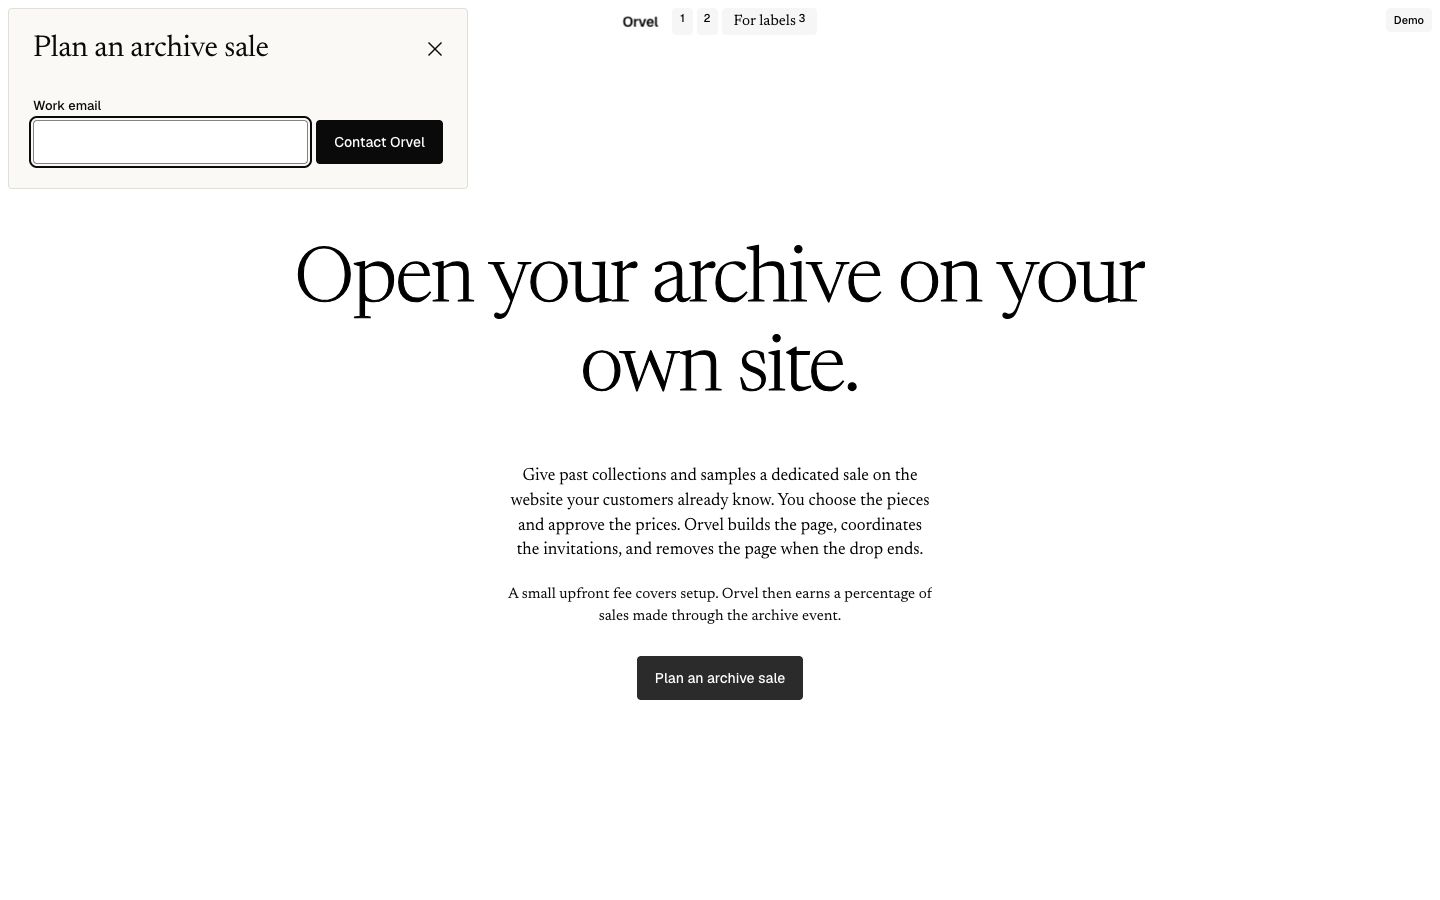 Plan an archive sale
Work email
Contact Orvel
Orvel
1
2
For labels 3
Demo
Open your archive on your
own site.
Give past collections and samples a dedicated sale on the
website your customers already know. You choose the pieces
and approve the prices. Orvel builds the page, coordinates
the invitations, and removes the page when the drop ends.
A small upfront fee covers setup. Orvel then earns a percentage of
sales made through the archive event.
Plan an archive sale